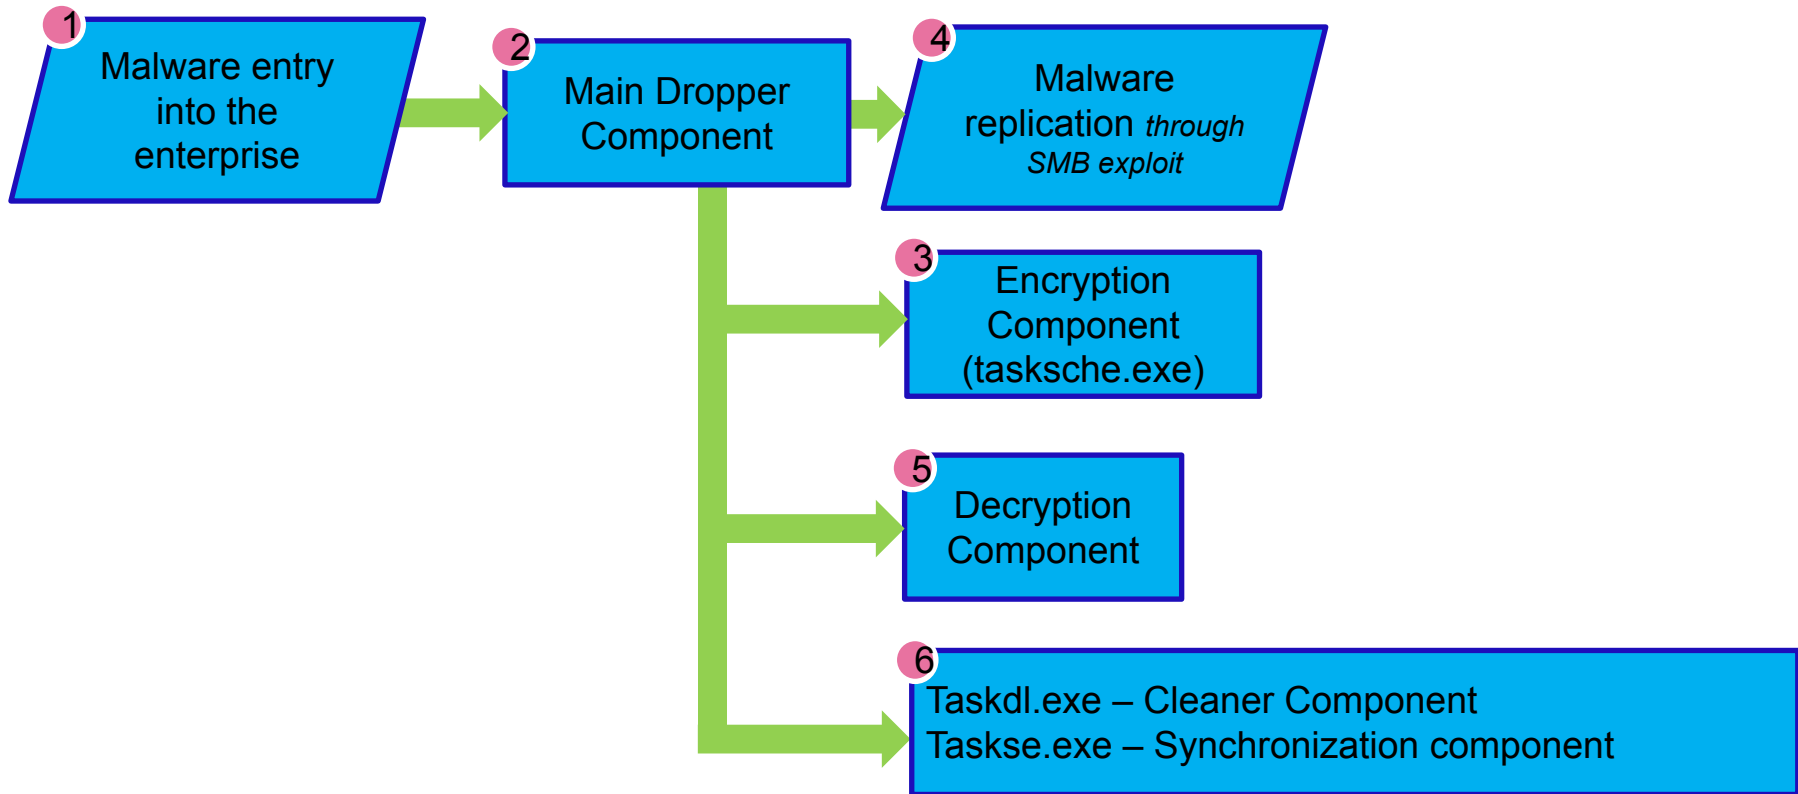 1
Malware entry
into the
enterprise
2
Main Dropper
Component
4
Malware
replication through
SMB exploit
3
Encryption
Component
(tasksche.exe)
5
Decryption
Component
6
Taskdl.exe – Cleaner Component
Taskse.exe – Synchronization component